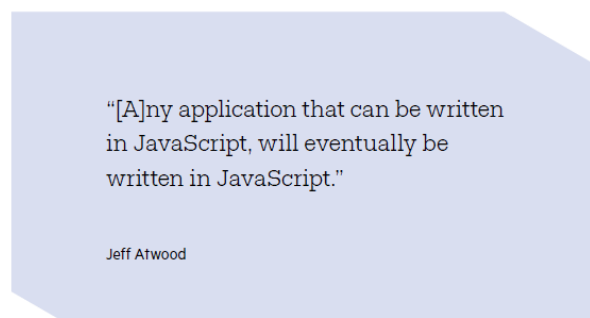 “[A]ny application that can be written
in JavaScript, will eventually be
written in JavaScript.”
Jeff Atwood